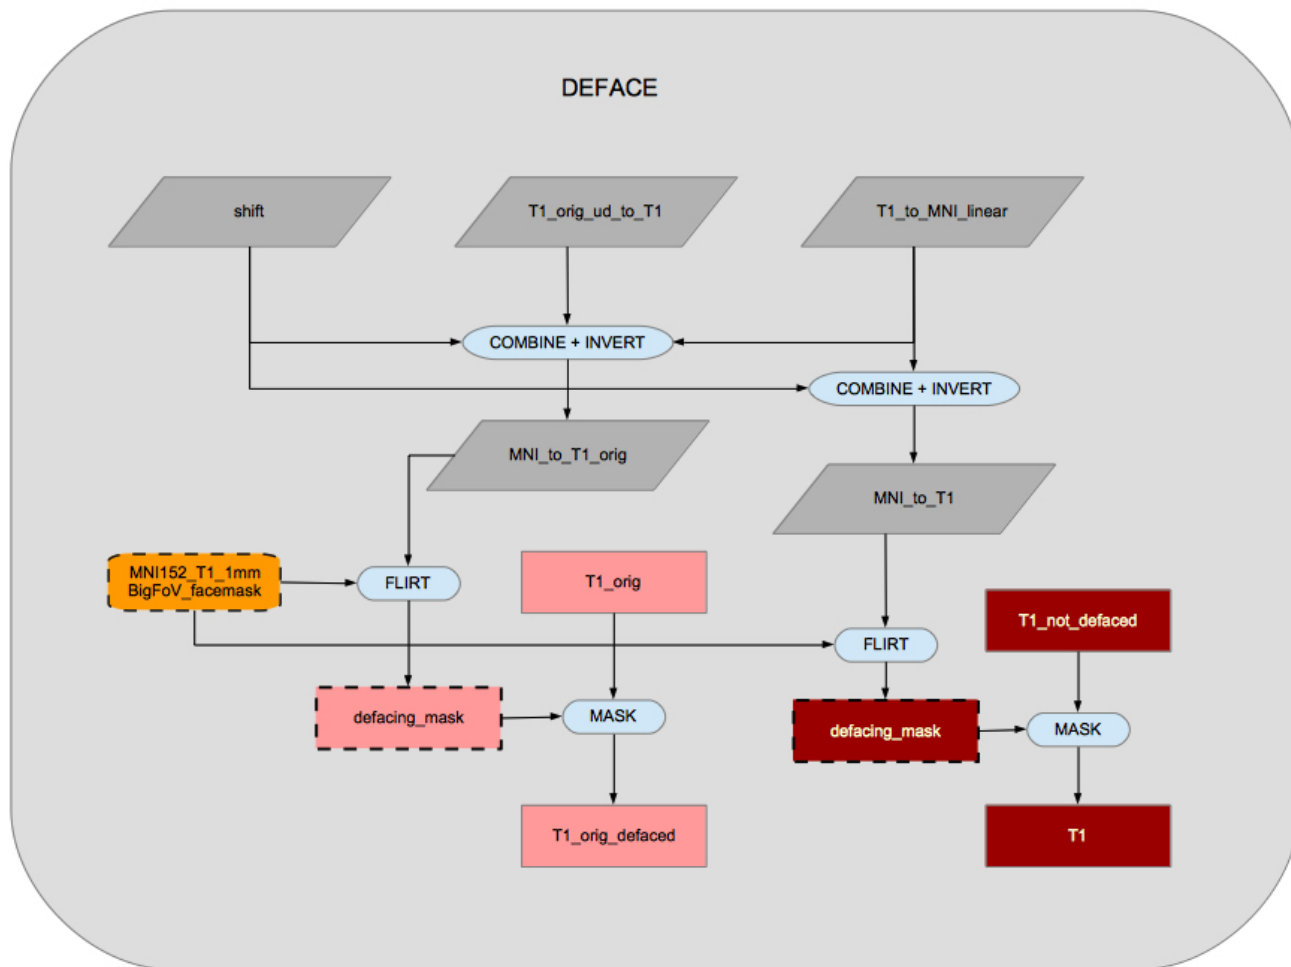 DEFACE
shift
T1_orig_ud_to_T1
T1_to_MNI_linear
COMBINE + INVERT
COMBINE + INVERT
MNI_to_T1_orig
MNI_to_T1
MNI152_T1_1mm
BigFoV_facemask
FLIRT
T1_orig
T1_not_defaced
FLIRT
defacing_mask
MASK
defacing_mask
MASK
T1_orig_defaced
T1